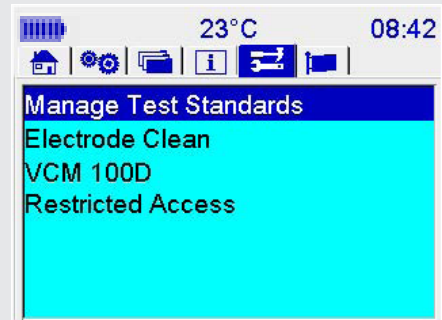 23°C 08:42
i
Manage Test Standards
Electrode Clean
VCM 100D
Restricted Access